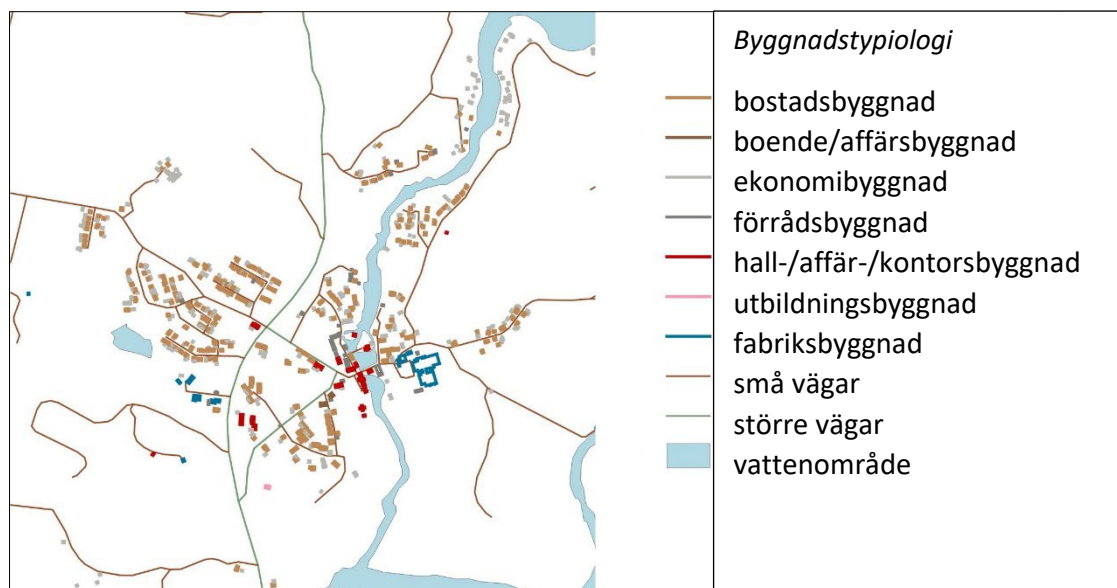 Byggnadstypiologi
bostadsbyggnad
boende/affärsbyggnad
ekonomibyggnad
förrådsbyggnad
hall-/affär-/kontorsbyggnad
utbildningsbyggnad
fabriksbyggnad
små vägar
större vägar
vattenområde